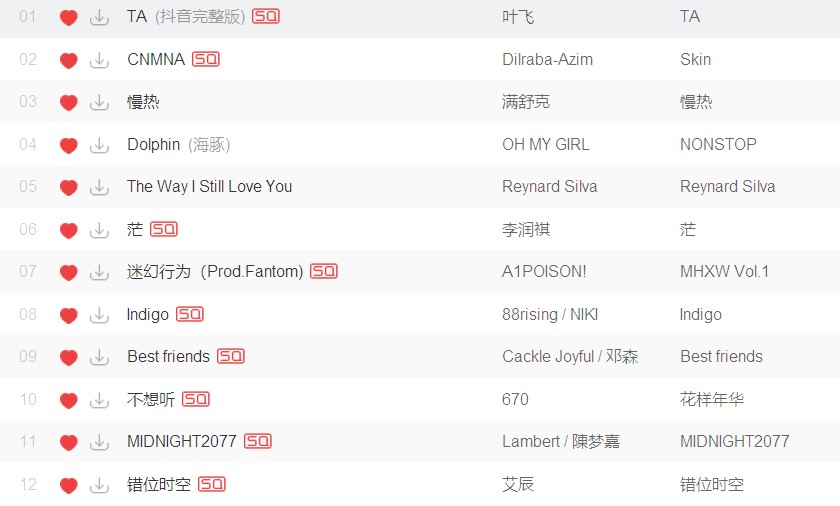 01 TA (抖音完整版) SQ 叶飞 TA
02 CNMNA SQ Dilraba-Azim Skin
03 慢热 满舒克 慢热
04 Dolphin (海豚) OH MY GIRL NONSTOP
05 The Way I Still Love You Reynard Silva Reynard Silva
06 茫 SQ 李润祺 茫
07 迷幻行为（Prod.Fantom) SQ A1POISON! MHXW Vol.1
08 Indigo SQ 88rising / NIKI Indigo
09 Best friends SQ Cackle Joyful / 邓森 Best friends
10 不想听 SQ 670 花样年华
11 MIDNIGHT2077 SQ Lambert / 陳梦嘉 MIDNIGHT2077
12 错位时空 SQ 艾辰 错位时空